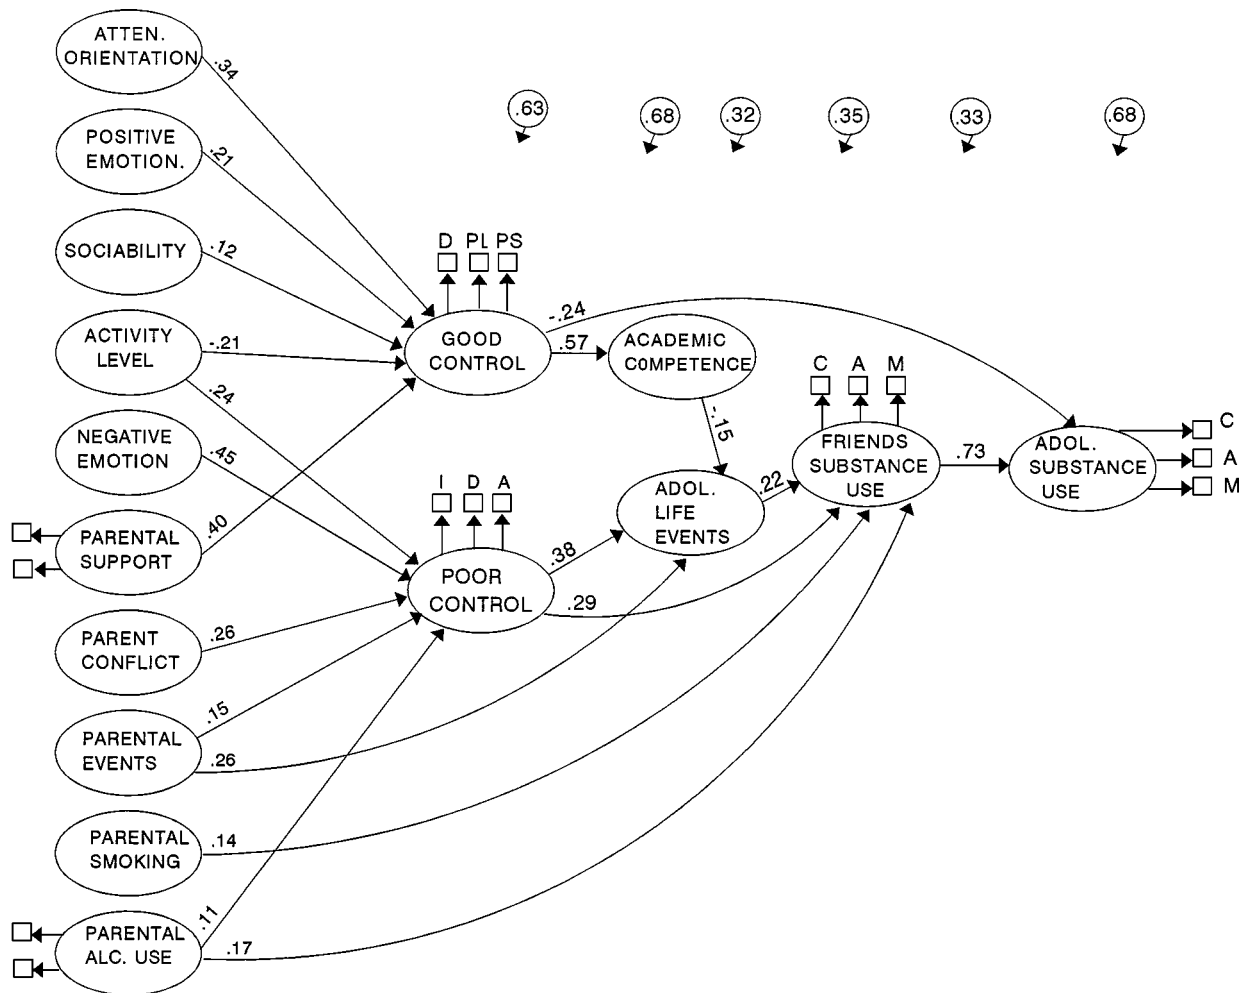 ATTEN.
ORIENTATION
.34
.63
.68
.32
.35
.33
.68
POSITIVE
EMOTION.
.21
SOCIABILITY
.12
D PL PS
ACTIVITY
LEVEL
-.21
.24
GOOD
CONTROL
-.24
.57
ACADEMIC
C0MPETENCE
-.15
C A M
NEGATIVE
EMOTION
.45
FRIENDS
SUBSTANCE
USE
.73
ADOL.
SUBSTANCE
USE
C
A
M
PARENTAL
SUPPORT
.40
I D A
ADOL.
LIFE
EVENTS
.22
POOR
CONTROL
.38
.29
PARENT
CONFLICT
.26
PARENTAL
EVENTS
.15
.26
PARENTAL
SMOKING
.14
PARENTAL
ALC. USE
.11
.17